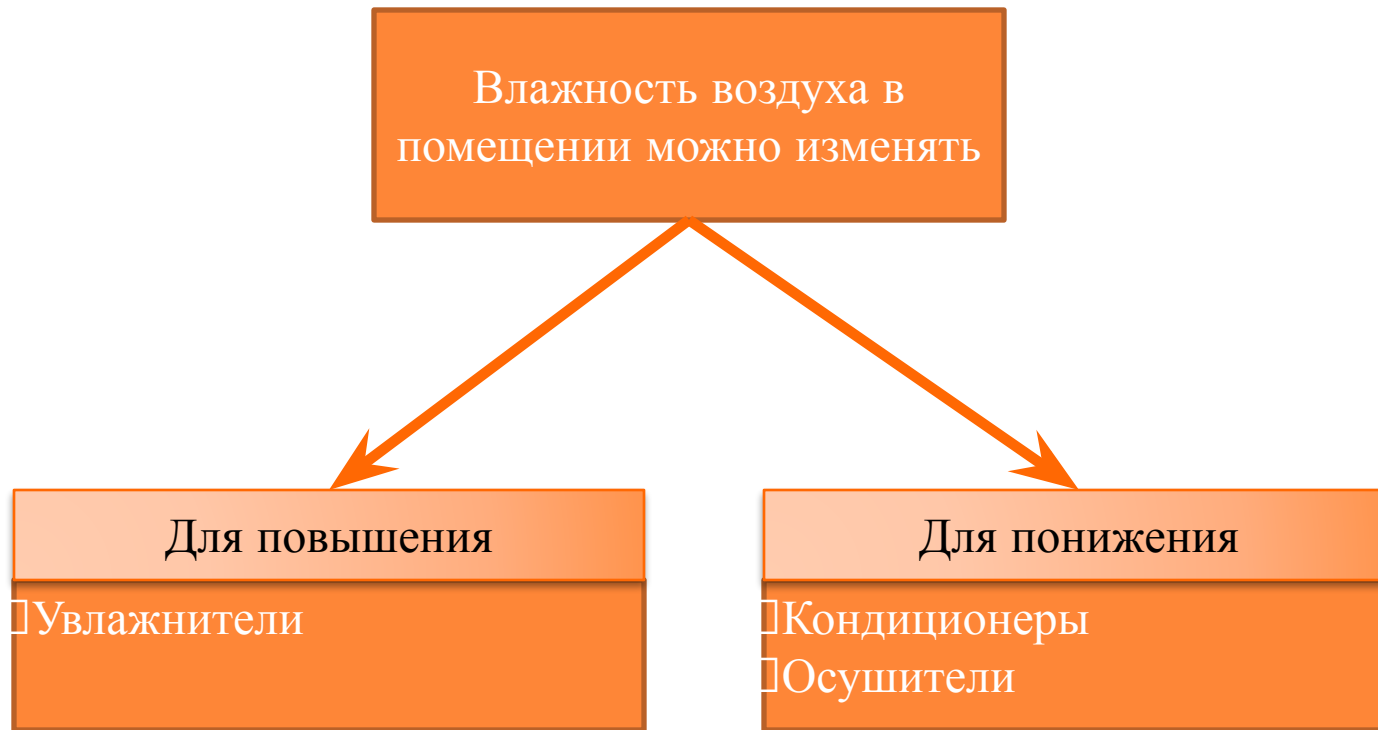 Влажность воздуха в
помещении можно изменять
Для повышения
Для понижения
Увлажнители
Кондиционеры
Осушители